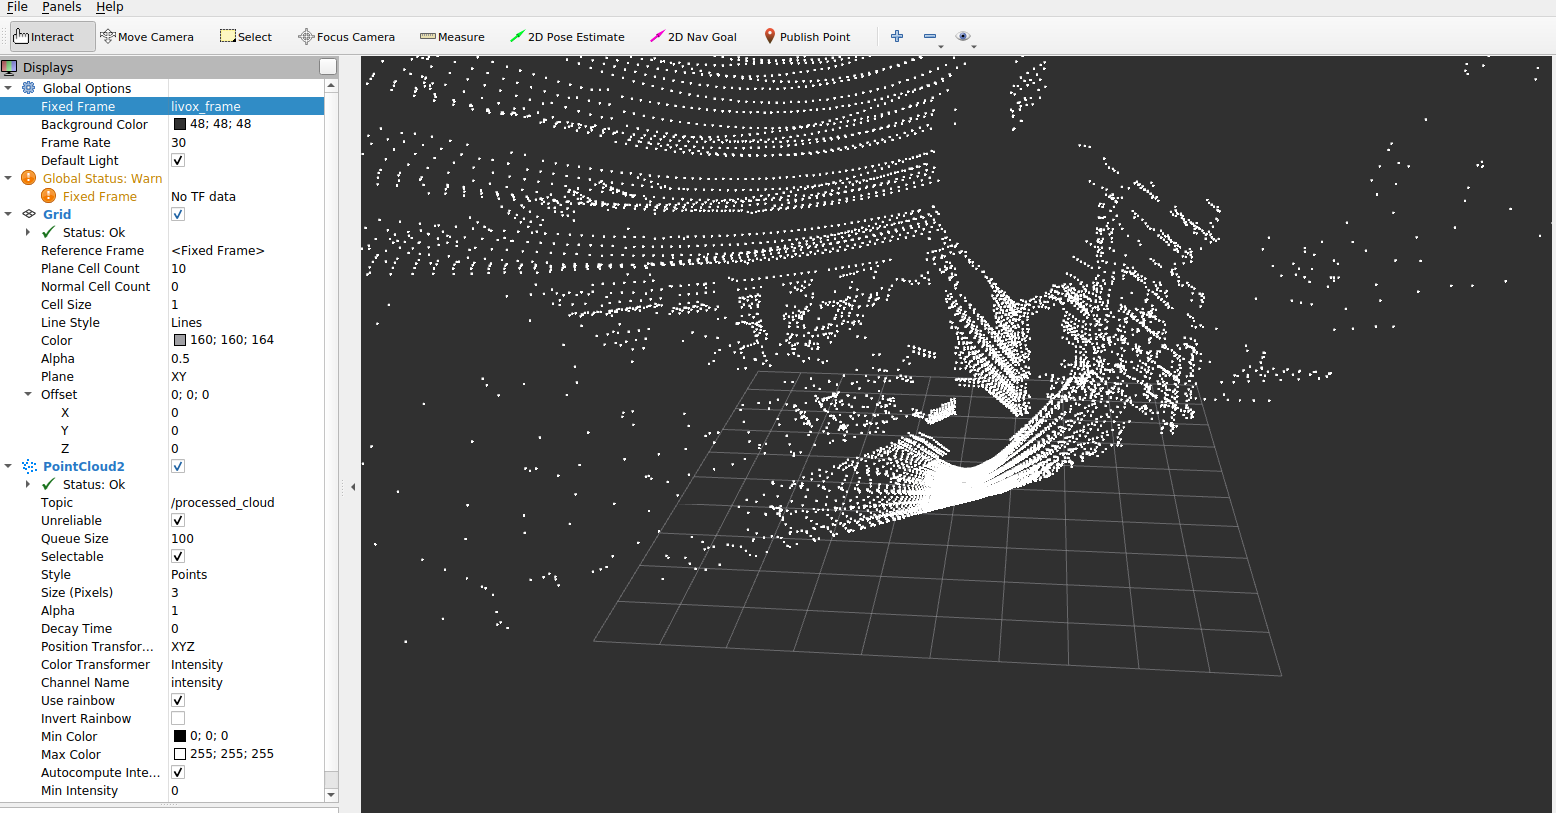 File Panels Help
Interact Move Camera Select Focus Camera Measure 2D Pose Estimate 2D Nav Goal Publish Point
Displays
Global Options
Fixed Frame livox_frame
Background Color 48; 48; 48
Frame Rate 30
Default Light
Global Status: Warn
Fixed Frame No TF data
Grid
Status: Ok
Reference Frame <Fixed Frame>
Plane Cell Count 10
Normal Cell Count 0
Cell Size 1
Line Style Lines
Color 160; 160; 164
Alpha 0.5
Plane XY
Offset 0; 0; 0
X 0
Y 0
Z 0
PointCloud2
Status: Ok
Topic /processed_cloud
Unreliable
Queue Size 100
Selectable
Style Points
Size (Pixels) 3
Alpha 1
Decay Time 0
Position Transfor... XYZ
Color Transformer Intensity
Channel Name intensity
Use rainbow
Invert Rainbow
Min Color 0; 0; 0
Max Color 255; 255; 255
Autocompute Inte...
Min Intensity 0